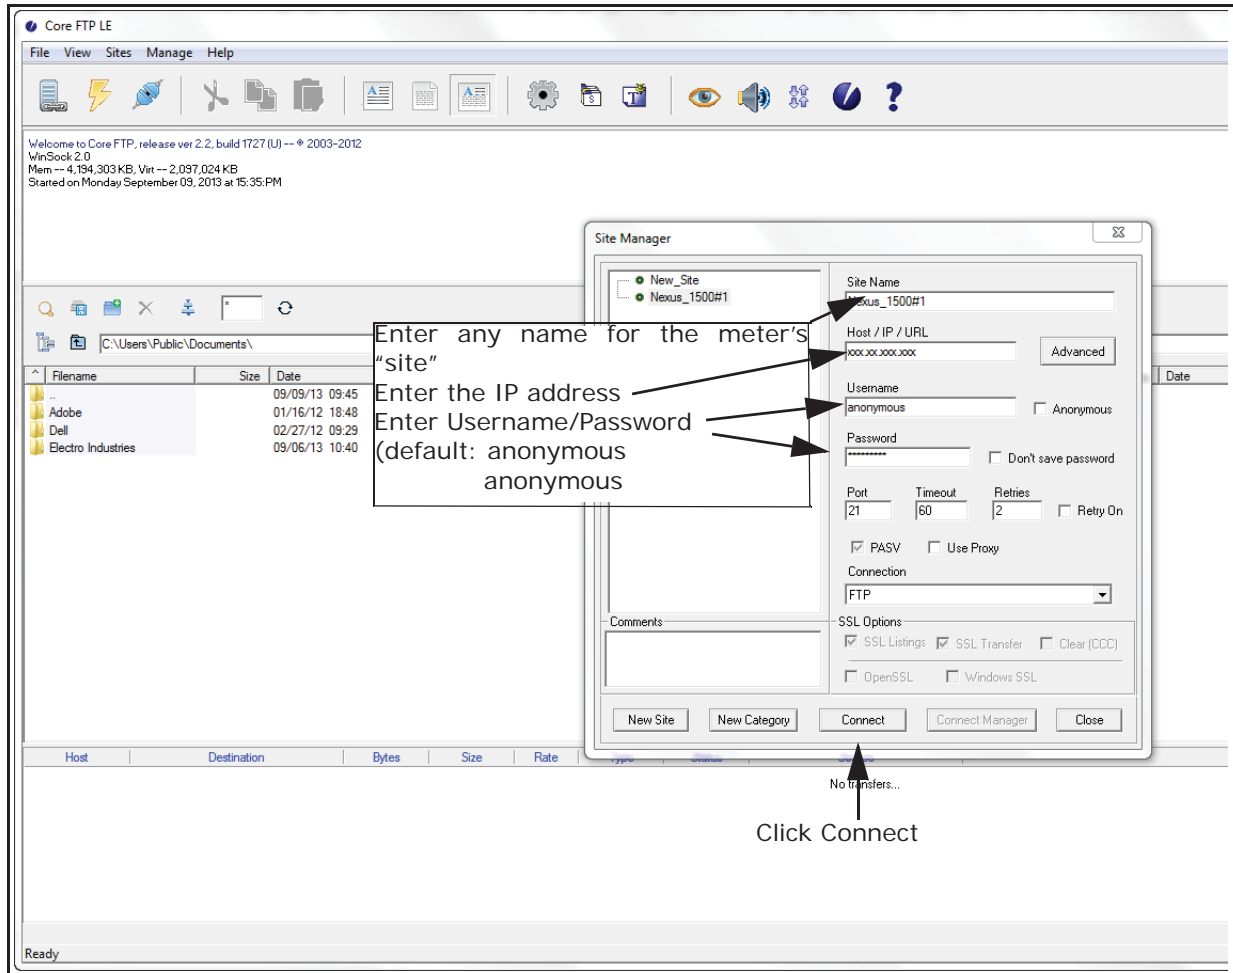 Core FTP LE
File View Sites Manage Help
Welcome to Core FTP, release ver 2.2, build 1727 (U) -- © 2003-2012
WinSock 2.0
Mem -- 4,194,303 KB, Virt -- 2,097,024 KB
Started on Monday September 09, 2013 at 15:35:PM
Site Manager
New_Site
Nexus_1500#1
Site Name
Nexus_1500#1
Host / IP / URL
xxx.xx.xxx.xxx
Advanced
Username
anonymous
Anonymous
Password
*********
Don't save password
Port Timeout Retries
21 60 2 Retry On
PASV Use Proxy
Connection
FTP
Comments
SSL Options
SSL Listings SSL Transfer Clear (CCC)
OpenSSL Windows SSL
New Site New Category Connect Connect Manager Close
Enter any name for the meter's
“site”
Enter the IP address
Enter Username/Password
(default: anonymous
anonymous
*
C:\Users\Public\Documents\
^ Filename Size Date Date
.. 09/09/13 09:45
Adobe 01/16/12 18:48
Dell 02/27/12 09:29
Electro Industries 09/06/13 10:40
Host Destination Bytes Size Rate Type Status
No transfers...
Click Connect
Ready